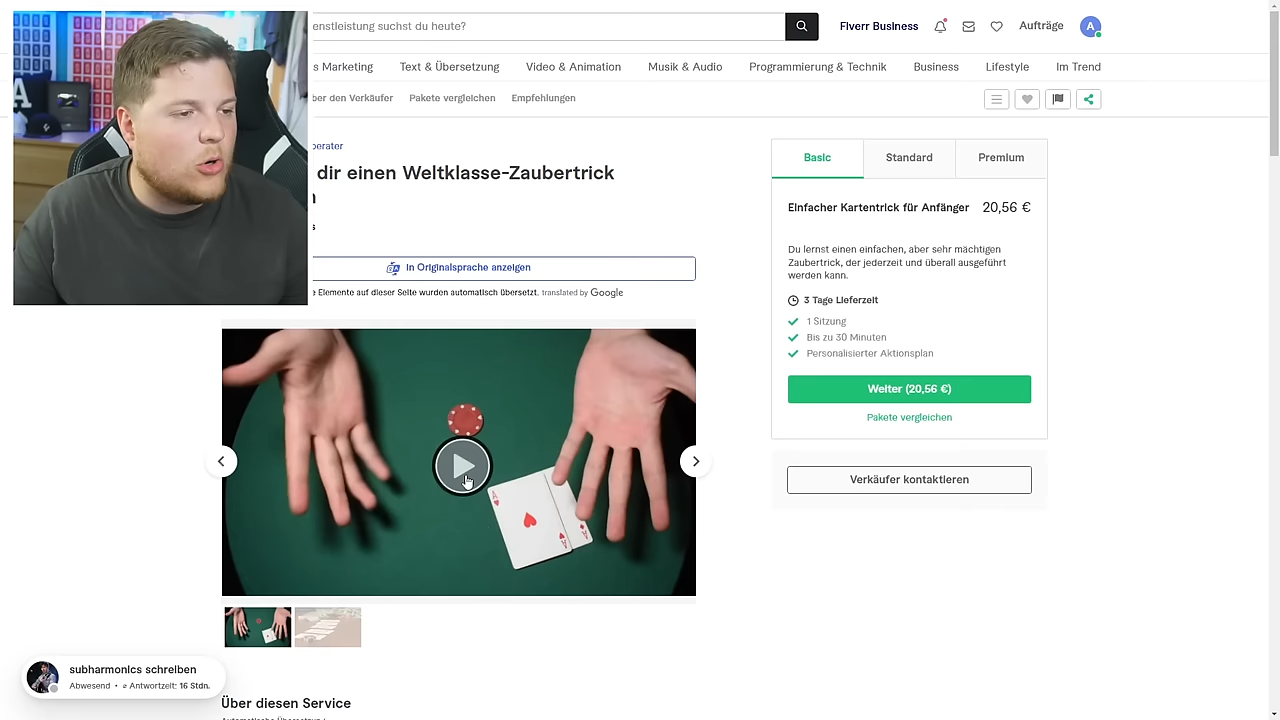 enstleistung suchst du heute?
Fiverr Business
Aufträge
A
s Marketing
Text & Übersetzung
Video & Animation
Musik & Audio
Programmierung & Technik
Business
Lifestyle
Im Trend
ber den Verkäufer
Pakete vergleichen
Empfehlungen
berater
dir einen Weltklasse-Zaubertrick
In Originalsprache anzeigen
e Elemente auf dieser Seite wurden automatisch übersetzt. translated by Google
Basic
Standard
Premium
Einfacher Kartentrick für Anfänger
20,56 €
Du lernst einen einfachen, aber sehr mächtigen
Zaubertrick, der jederzeit und überall ausgeführt
werden kann.
3 Tage Lieferzeit
1 Sitzung
Bis zu 30 Minuten
Personalisierter Aktionsplan
Weiter (20,56 €)
Pakete vergleichen
Verkäufer kontaktieren
A
A
A
subharmonics schreiben
Abwesend • ⌀ Antwortzeit: 16 Stdn.
Über diesen Service